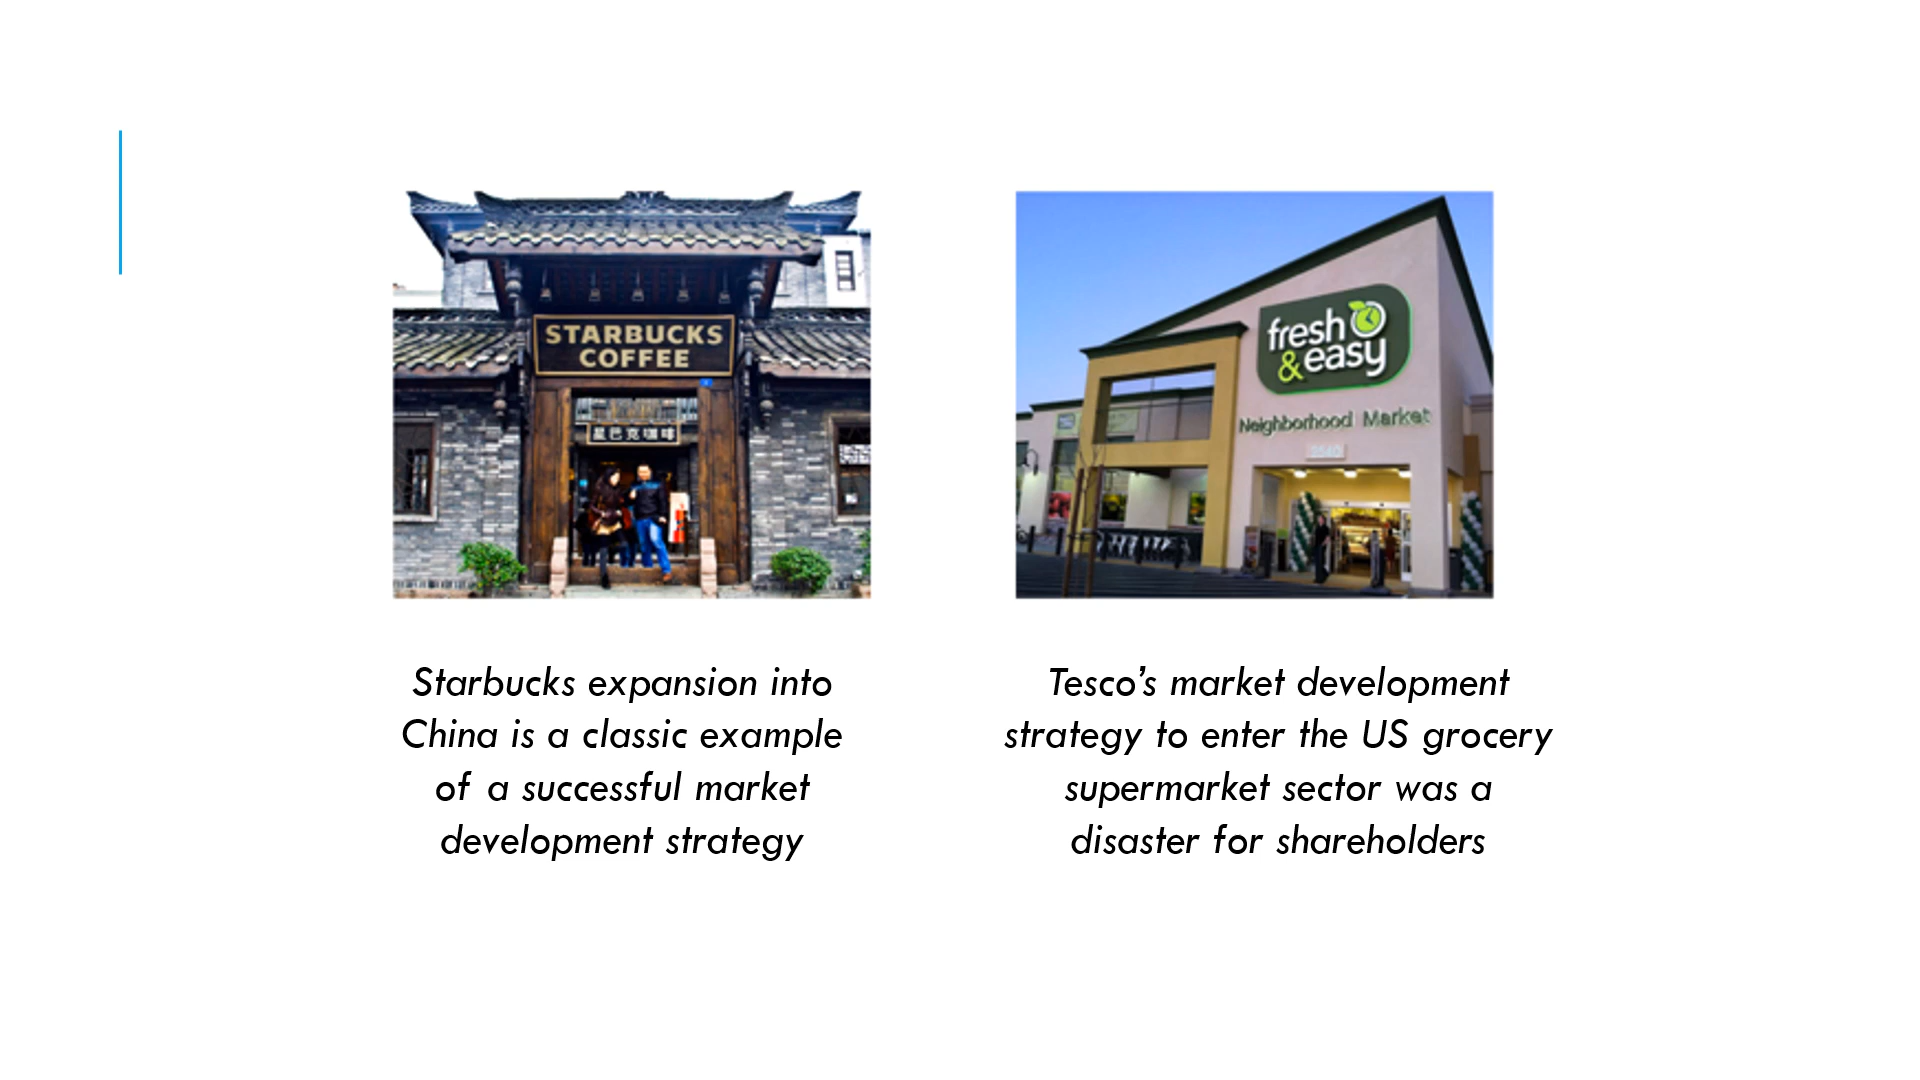 STARBUCKS
COFFEE
星巴克咖啡
fresh
&easy
Neighborhood Market
Starbucks expansion into
China is a classic example
of a successful market
development strategy
Tesco’s market development
strategy to enter the US grocery
supermarket sector was a
disaster for shareholders